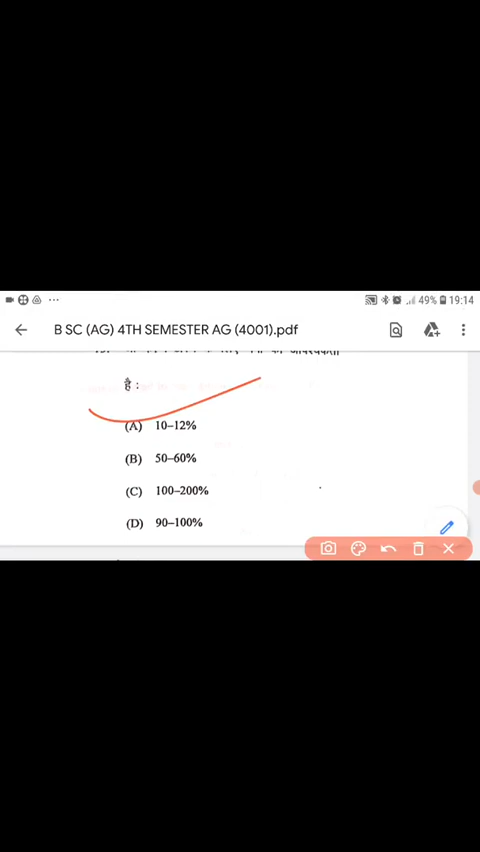 49% 19:14
B SC (AG) 4TH SEMESTER AG (4001).pdf
है :
(A) 10–12%
(B) 50–60%
(C) 100–200%
(D) 90–100%